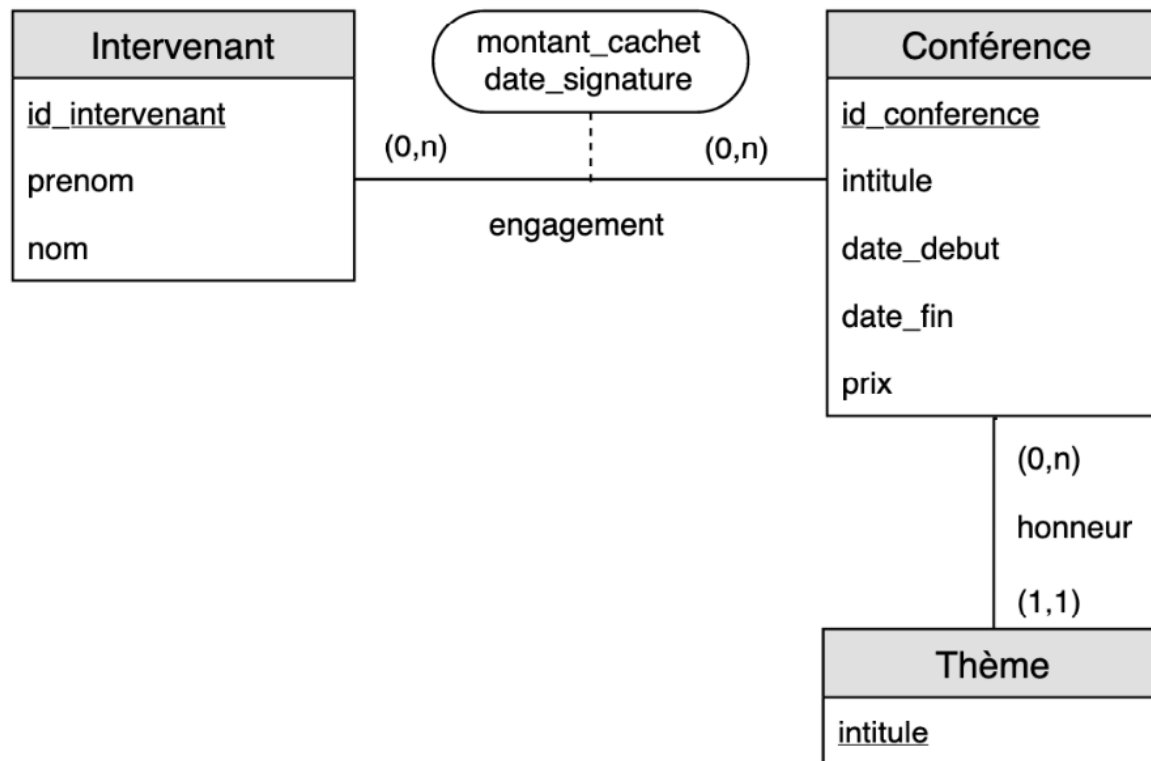 Intervenant
id_intervenant
prenom
nom
montant_cachet
date_signature
(0,n)
(0,n)
engagement
Conférence
id_conference
intitule
date_debut
date_fin
prix
(0,n)
honneur
(1,1)
Thème
intitule